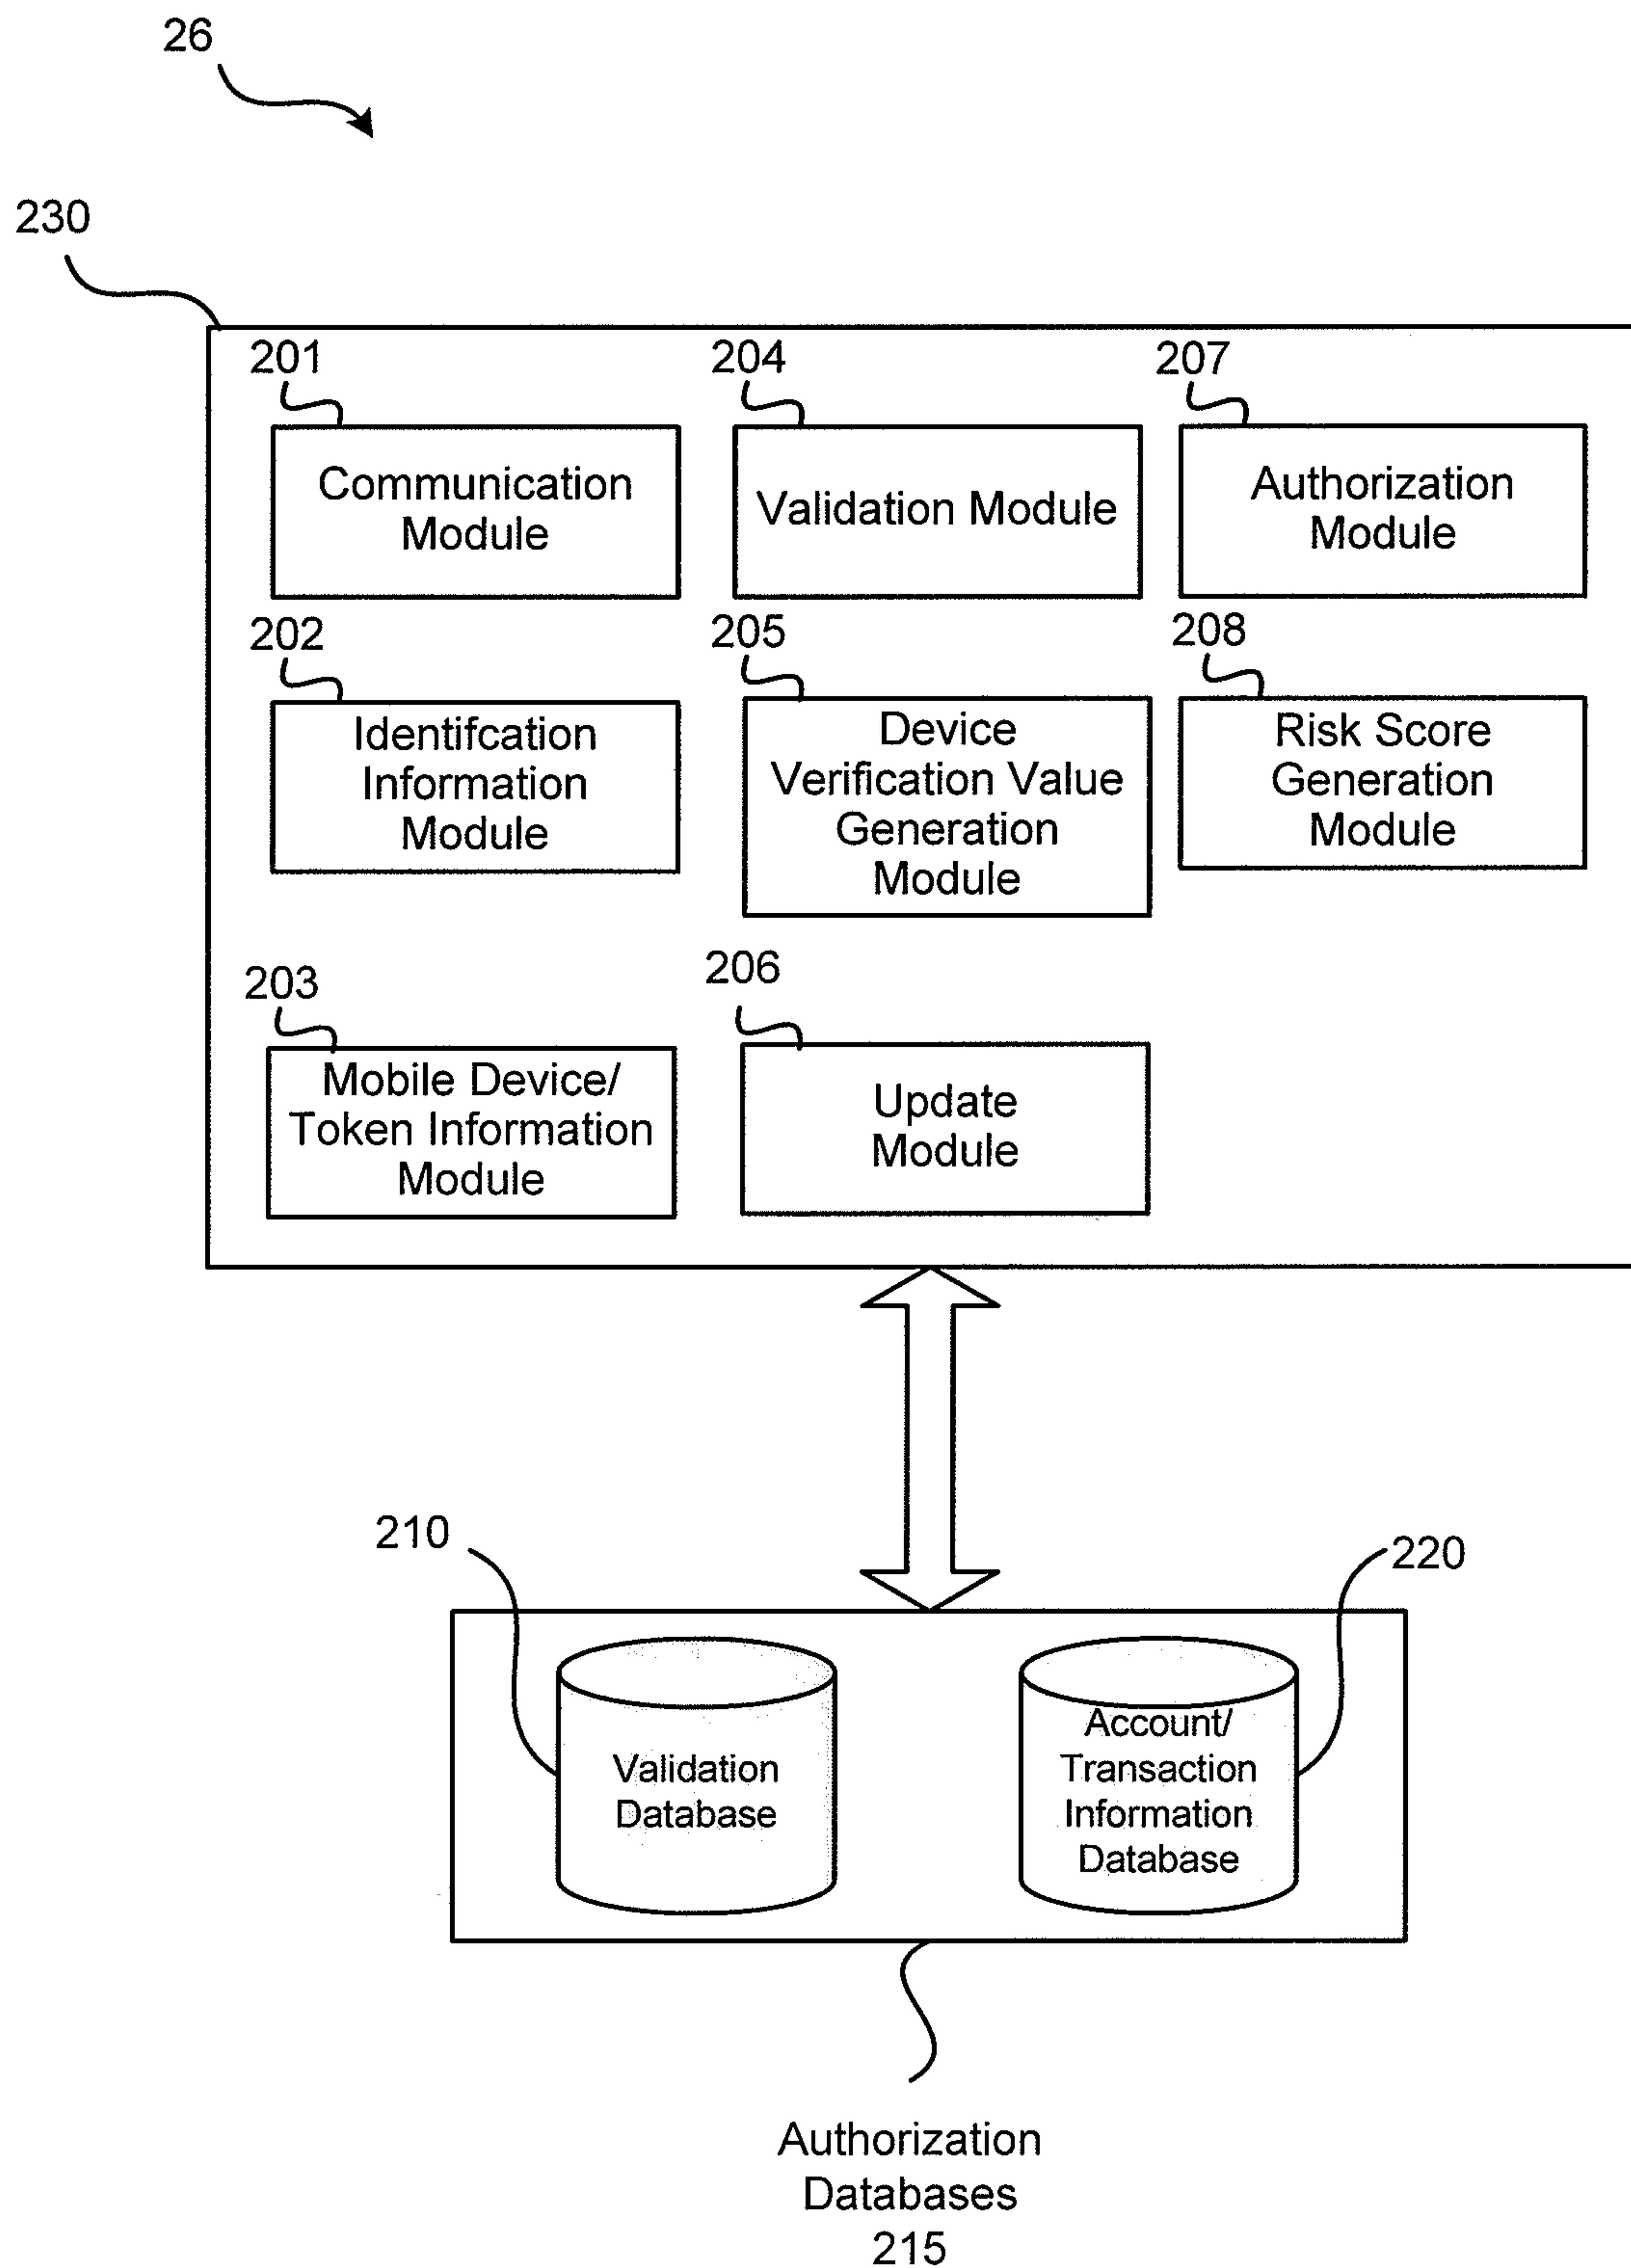 26
230
201
Communication
Module
204
Validation Module
207
Authorization
Module
202
Identifcation
Information
Module
205
Device
Verification Value
Generation
Module
208
Risk Score
Generation
Module
203
Mobile Device/
Token Information
Module
206
Update
Module
210
Validation
Database
220
Account/
Transaction
Information
Database
Authorization
Databases
215